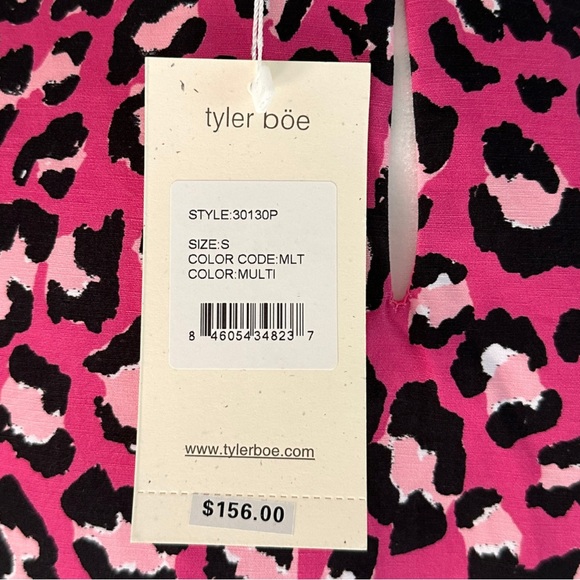 tyler böe
STYLE:30130P
SIZE:S
COLOR CODE:MLT
COLOR:MULTI
8 46054 34823 7
www.tylerboe.com
$156.00